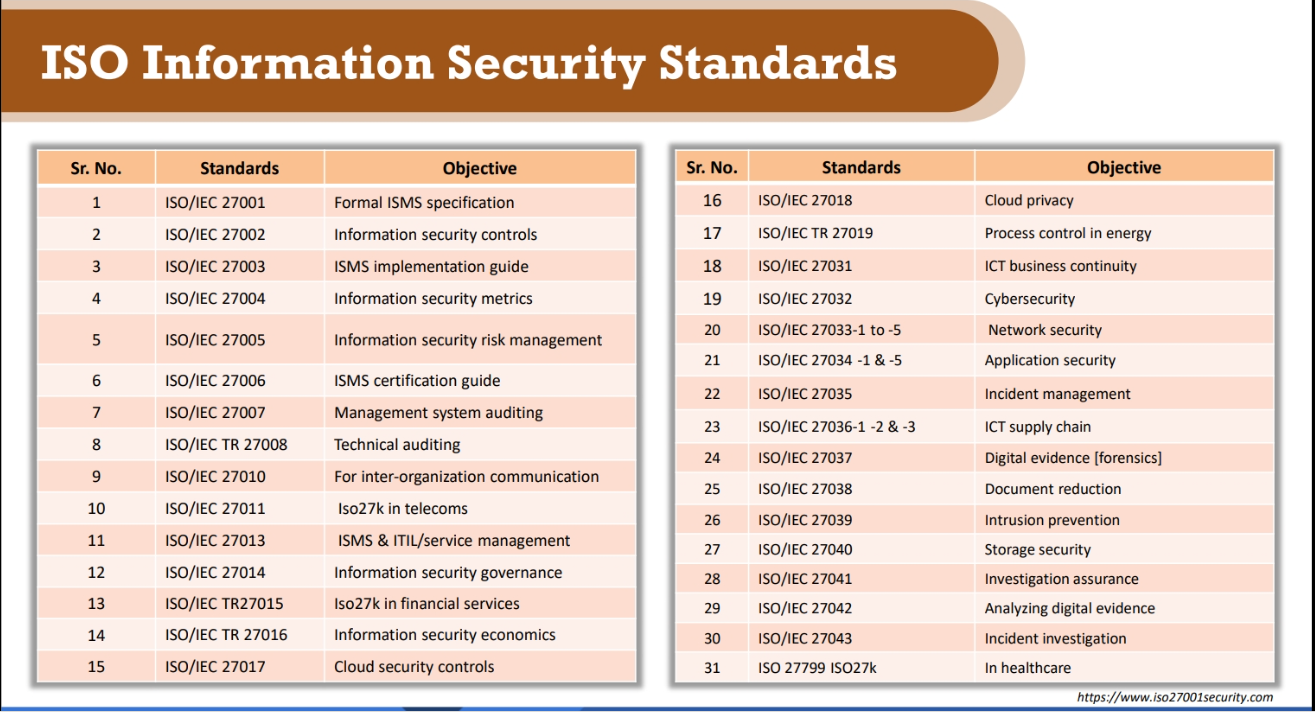 ISO Information Security Standards
Sr. No. Standards Objective
1 ISO/IEC 27001 Formal ISMS specification
2 ISO/IEC 27002 Information security controls
3 ISO/IEC 27003 ISMS implementation guide
4 ISO/IEC 27004 Information security metrics
5 ISO/IEC 27005 Information security risk management
6 ISO/IEC 27006 ISMS certification guide
7 ISO/IEC 27007 Management system auditing
8 ISO/IEC TR 27008 Technical auditing
9 ISO/IEC 27010 For inter-organization communication
10 ISO/IEC 27011 Iso27k in telecoms
11 ISO/IEC 27013 ISMS & ITIL/service management
12 ISO/IEC 27014 Information security governance
13 ISO/IEC TR27015 Iso27k in financial services
14 ISO/IEC TR 27016 Information security economics
15 ISO/IEC 27017 Cloud security controls
Sr. No. Standards Objective
16 ISO/IEC 27018 Cloud privacy
17 ISO/IEC TR 27019 Process control in energy
18 ISO/IEC 27031 ICT business continuity
19 ISO/IEC 27032 Cybersecurity
20 ISO/IEC 27033-1 to -5 Network security
21 ISO/IEC 27034 -1 & -5 Application security
22 ISO/IEC 27035 Incident management
23 ISO/IEC 27036-1 -2 & -3 ICT supply chain
24 ISO/IEC 27037 Digital evidence [forensics]
25 ISO/IEC 27038 Document reduction
26 ISO/IEC 27039 Intrusion prevention
27 ISO/IEC 27040 Storage security
28 ISO/IEC 27041 Investigation assurance
29 ISO/IEC 27042 Analyzing digital evidence
30 ISO/IEC 27043 Incident investigation
31 ISO 27799 ISO27k In healthcare
https://www.iso27001security.com